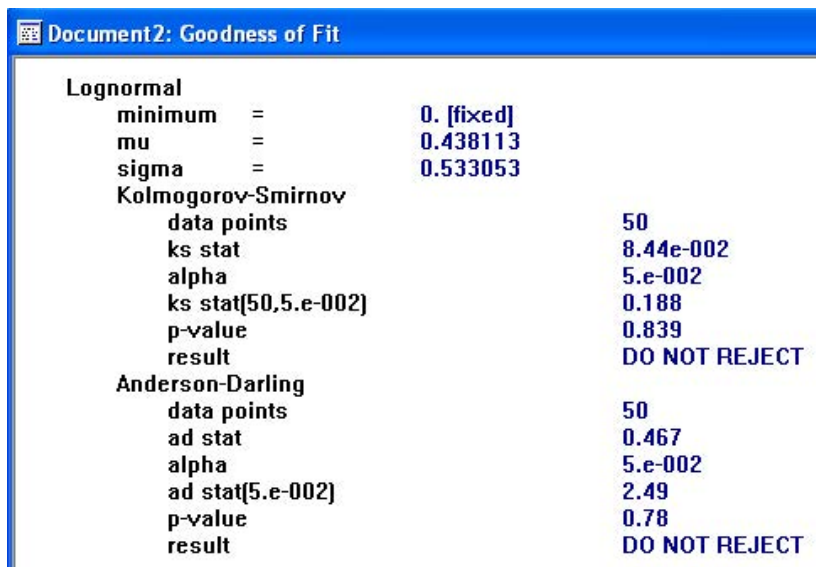 Document2: Goodness of Fit
Lognormal
minimum = 0. [fixed]
mu = 0.438113
sigma = 0.533053
Kolmogorov-Smirnov
data points 50
ks stat 8.44e-002
alpha 5.e-002
ks stat(50,5.e-002) 0.188
p-value 0.839
result DO NOT REJECT
Anderson-Darling
data points 50
ad stat 0.467
alpha 5.e-002
ad stat(5.e-002) 2.49
p-value 0.78
result DO NOT REJECT